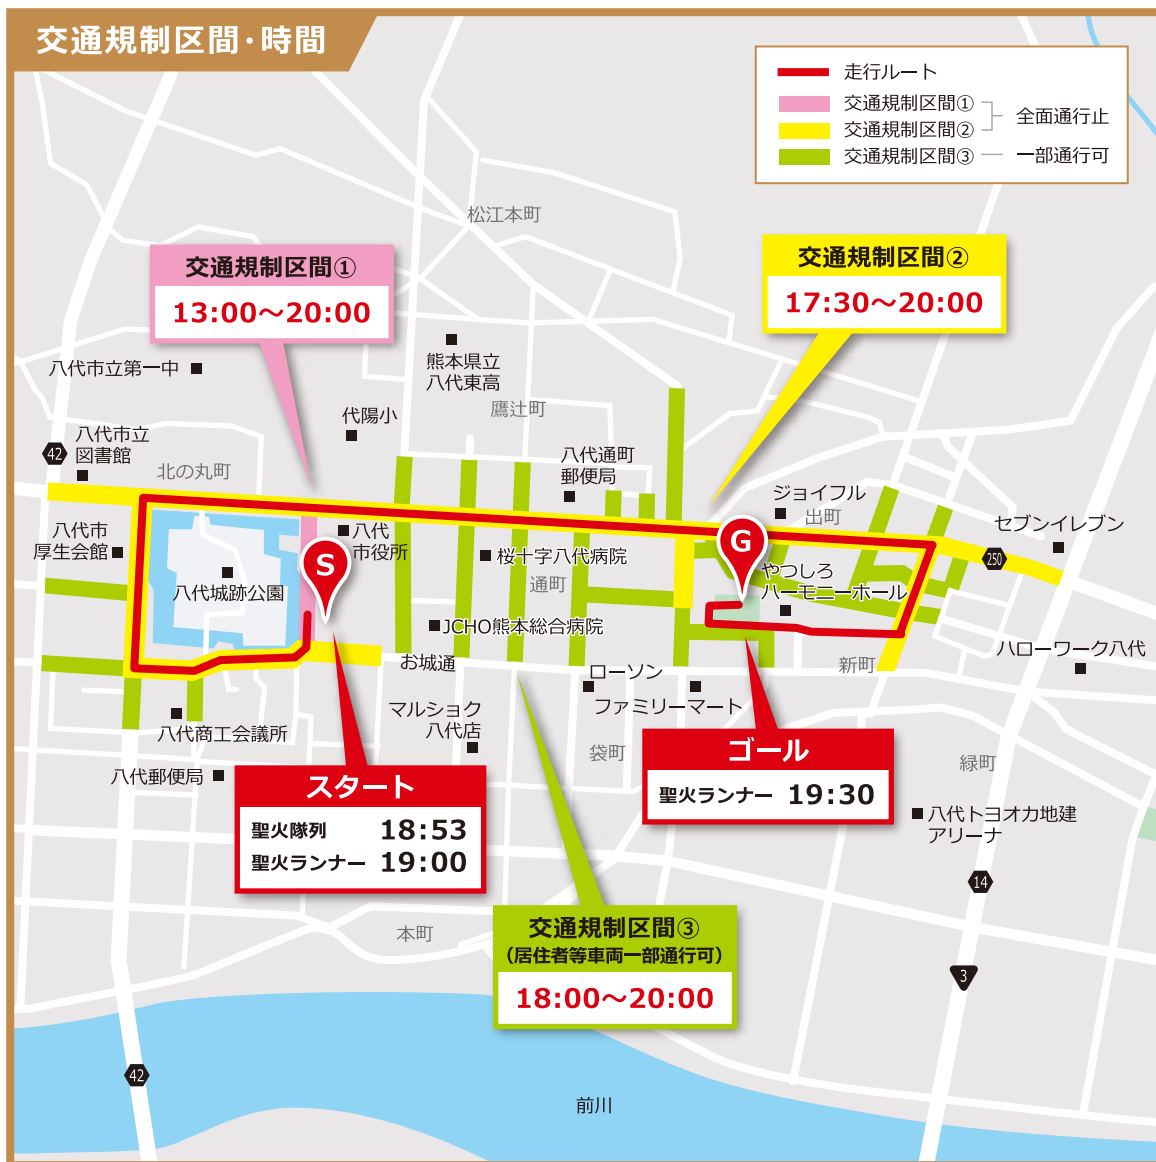 交通規制区間・時間
走行ルート
交通規制区間①
交通規制区間②
全面通行止
交通規制区間③
一部通行可
松江本町
交通規制区間①
13:00～20:00
交通規制区間②
17:30～20:00
八代市立第一中
熊本県立
八代東高
鷹辻町
代陽小
42
八代市立
図書館
北の丸町
八代通町
郵便局
ジョイフル
出町
セブンイレブン
250
八代市
厚生会館
八代
市役所
S
G
桜十字八代病院
やつしろ
ハーモニーホール
通町
八代城跡公園
JCHO熊本総合病院
お城通
ローソン
新町
ハローワーク八代
ファミリーマート
マルショク
八代店
八代商工会議所
袋町
緑町
八代郵便局
スタート
聖火隊列 18:53
聖火ランナー 19:00
ゴール
聖火ランナー 19:30
八代トヨオカ地建
アリーナ
14
本町
交通規制区間③
（居住者等車両一部通行可）
18:00～20:00
3
42
前川